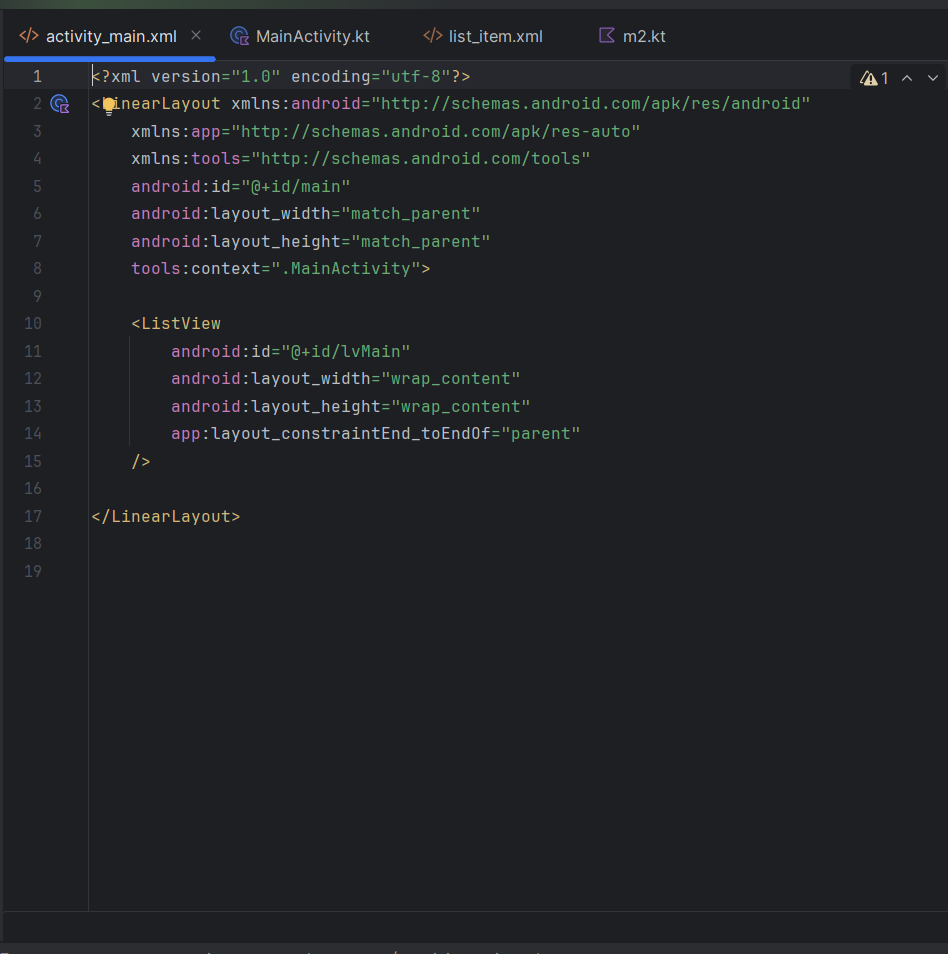 activity_main.xml MainActivity.kt list_item.xml m2.kt
1 <?xml version="1.0" encoding="utf-8"?> 1
2 <LinearLayout xmlns:android="http://schemas.android.com/apk/res/android"
3 xmlns:app="http://schemas.android.com/apk/res-auto"
4 xmlns:tools="http://schemas.android.com/tools"
5 android:id="@+id/main"
6 android:layout_width="match_parent"
7 android:layout_height="match_parent"
8 tools:context=".MainActivity">
9
10 <ListView
11 android:id="@+id/lvMain"
12 android:layout_width="wrap_content"
13 android:layout_height="wrap_content"
14 app:layout_constraintEnd_toEndOf="parent"
15 />
16
17 </LinearLayout>
18
19